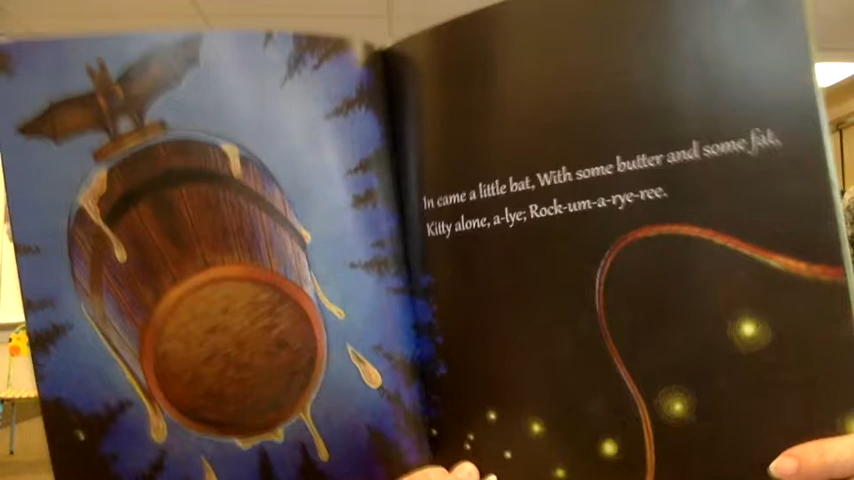 In came a little bat, With some butter and some fat,
Kitty alone, a-lye; Rock-um-a-rye-ree.